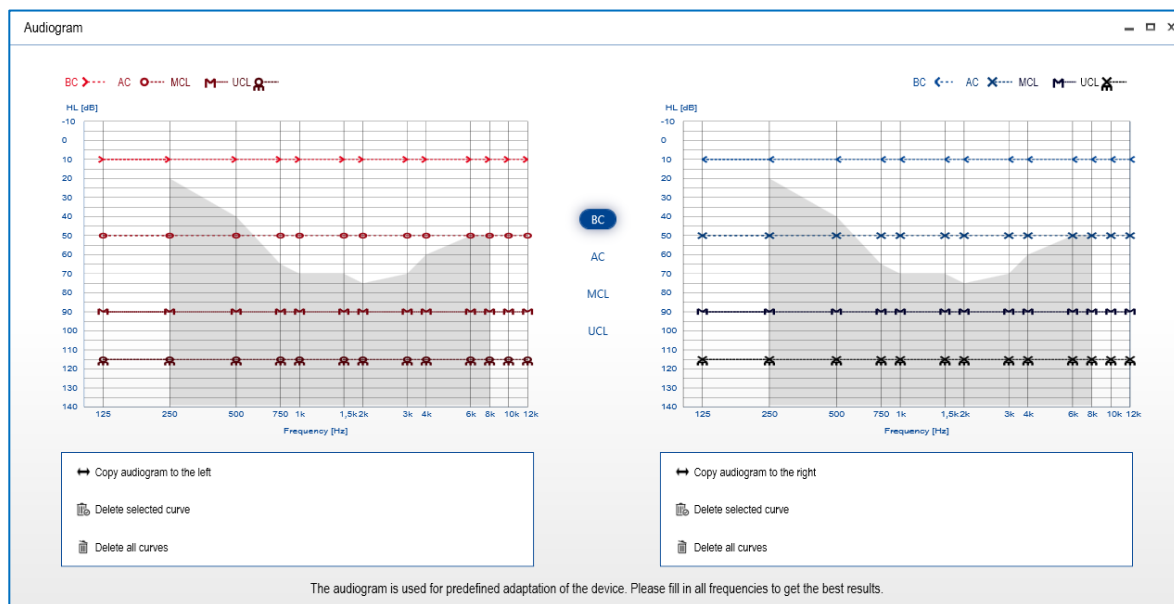 Audiogram
BC AC MCL UCL
BC AC MCL UCL
HL [dB]
-10
0
10
20
30
40
50
60
70
80
90
100
110
120
130
140
125 250 500 750 1k 1,5k 2k 3k 4k 6k 8k 10k 12k
Frequency [Hz]
BC
AC
MCL
UCL
HL [dB]
-10
0
10
20
30
40
50
60
70
80
90
100
110
120
130
140
125 250 500 750 1k 1,5k 2k 3k 4k 6k 8k 10k 12k
Frequency [Hz]
Copy audiogram to the left
Delete selected curve
Delete all curves
Copy audiogram to the right
Delete selected curve
Delete all curves
The audiogram is used for predefined adaptation of the device. Please fill in all frequencies to get the best results.